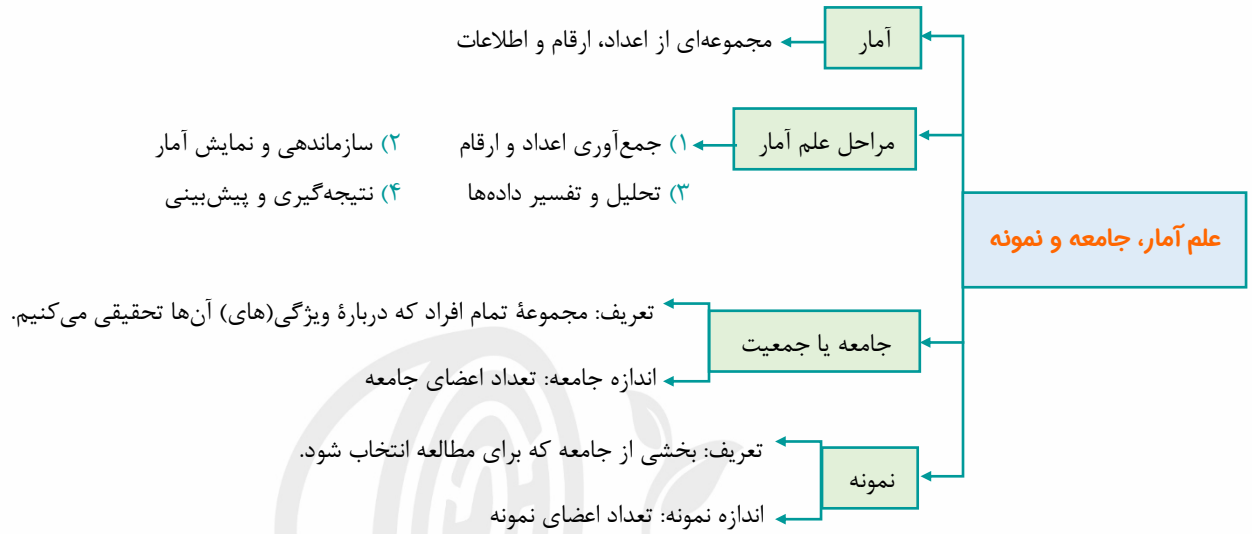 علم آمار، جامعه و نمونه
آمار
مجموعه‌ای از اعداد، ارقام و اطلاعات
مراحل علم آمار
۱) جمع‌آوری اعداد و ارقام ۲) سازماندهی و نمایش آمار
۳) تحلیل و تفسیر داده‌ها ۴) نتیجه‌گیری و پیش‌بینی
جامعه یا جمعیت
تعریف: مجموعۀ تمام افراد که دربارۀ ویژگی(های) آن‌ها تحقیقی می‌کنیم.
اندازه جامعه: تعداد اعضای جامعه
نمونه
تعریف: بخشی از جامعه که برای مطالعه انتخاب شود.
اندازه نمونه: تعداد اعضای نمونه